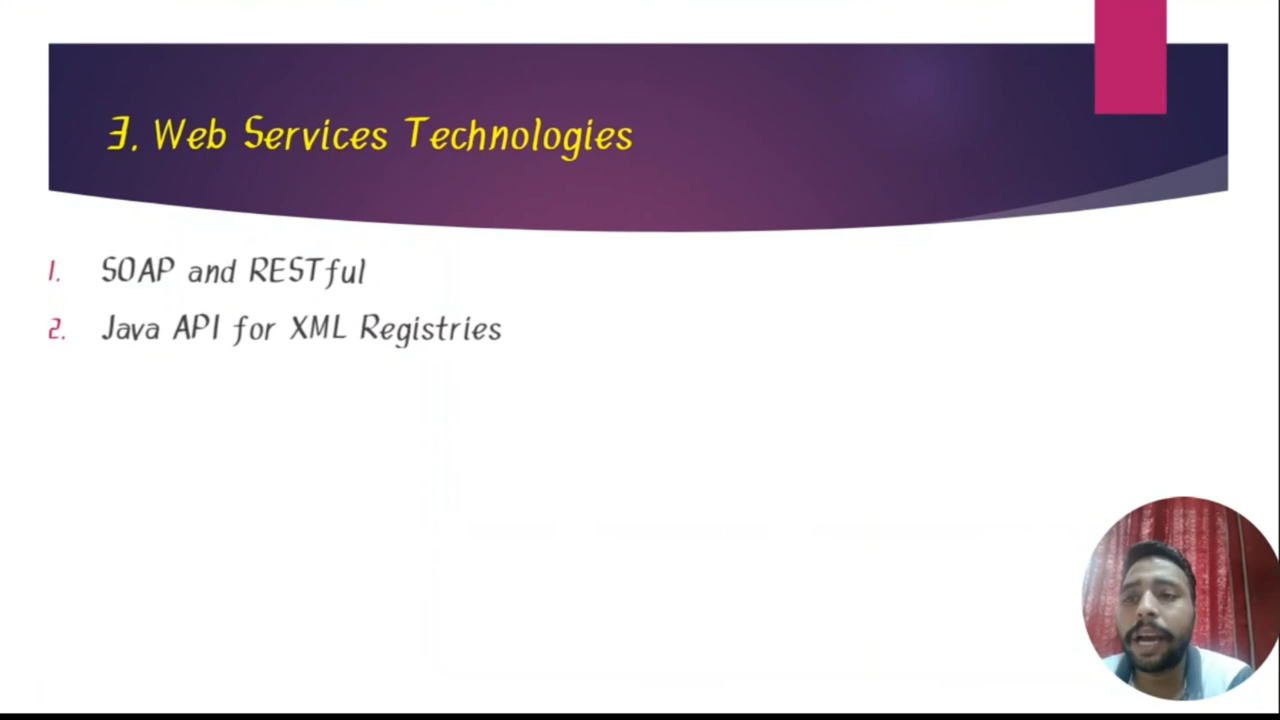 3. Web Services Technologies
1. SOAP and RESTful
2. Java API for XML Registries